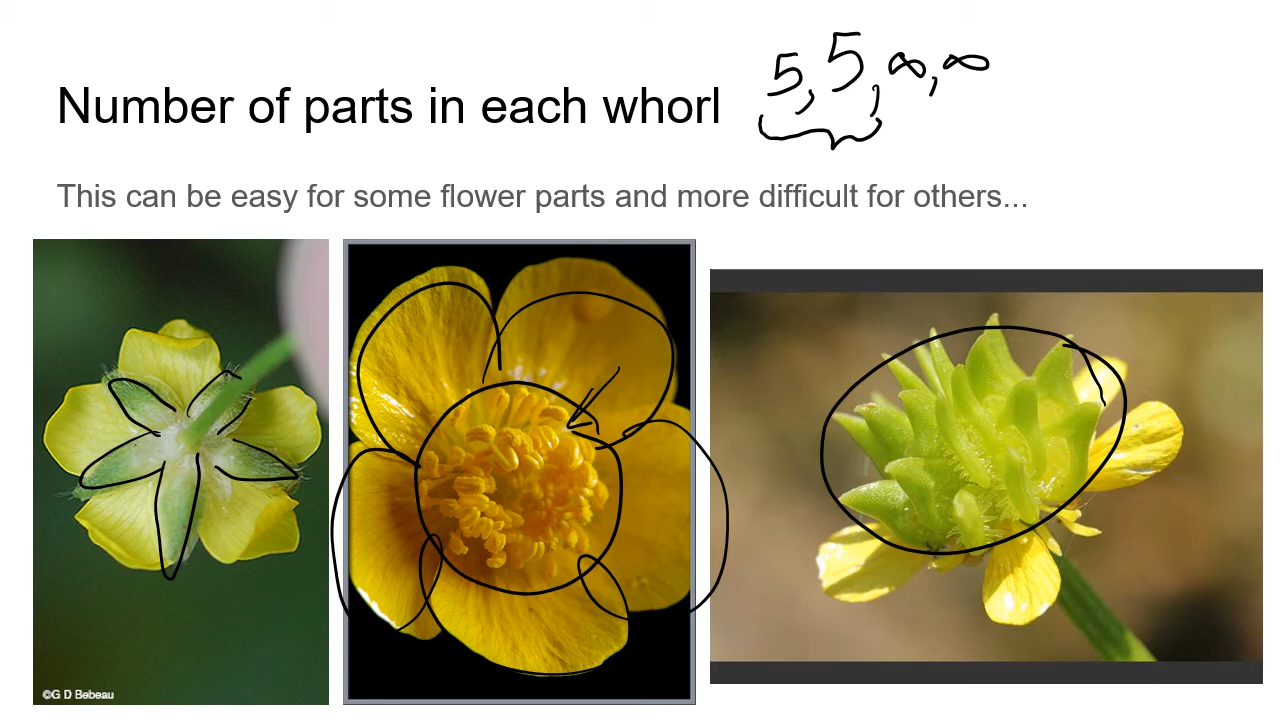 5, 5, ∞, ∞
Number of parts in each whorl
This can be easy for some flower parts and more difficult for others...
©G D Bebeau